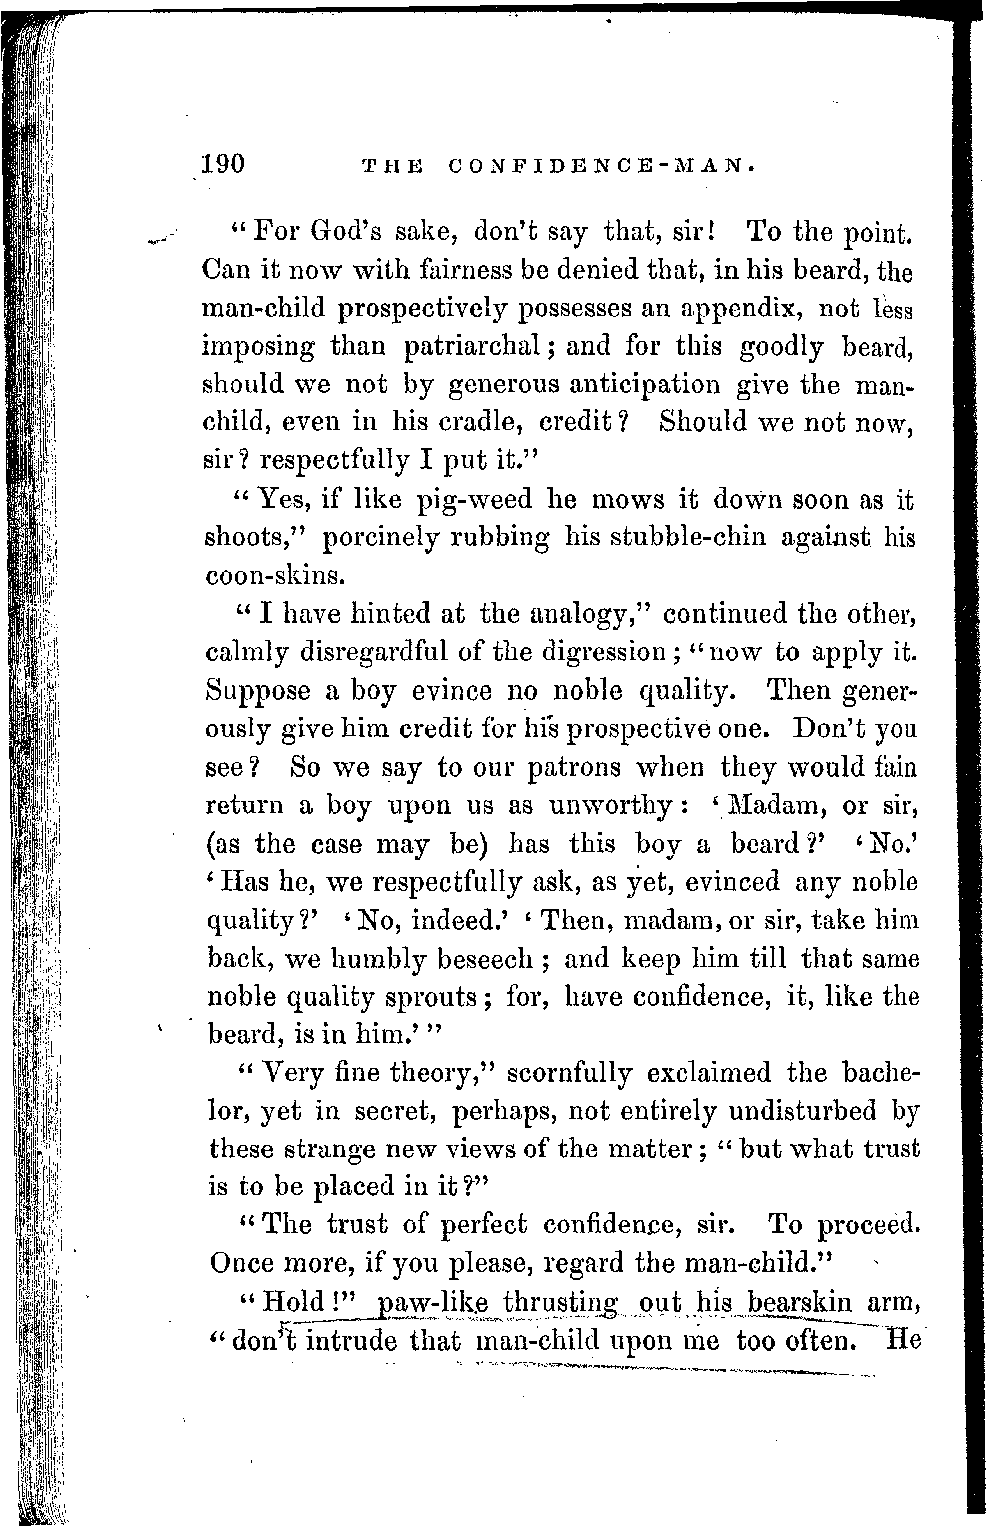 190 THE CONFIDENCE-MAN.
"For God's sake, don't say that, sir! To the point.
Can it now with fairness be denied that, in his beard, the
man-child prospectively possesses an appendix, not less
imposing than patriarchal; and for this goodly beard,
should we not by generous anticipation give the man-
child, even in his cradle, credit? Should we not now,
sir? respectfully I put it."
"Yes, if like pig-weed he mows it down soon as it
shoots," porcinely rubbing his stubble-chin against his
coon-skins.
"I have hinted at the analogy," continued the other,
calmly disregardful of the digression; "now to apply it.
Suppose a boy evince no noble quality. Then gener-
ously give him credit for his prospective one. Don't you
see? So we say to our patrons when they would fain
return a boy upon us as unworthy: 'Madam, or sir,
(as the case may be) has this boy a beard?' 'No.'
'Has he, we respectfully ask, as yet, evinced any noble
quality?' 'No, indeed.' 'Then, madam, or sir, take him
back, we humbly beseech; and keep him till that same
noble quality sprouts; for, have confidence, it, like the
beard, is in him.'"
"Very fine theory," scornfully exclaimed the bache-
lor, yet in secret, perhaps, not entirely undisturbed by
these strange new views of the matter; "but what trust
is to be placed in it?"
"The trust of perfect confidence, sir. To proceed.
Once more, if you please, regard the man-child."
"Hold!" paw-like thrusting out his bearskin arm,
"don't intrude that man-child upon me too often. He